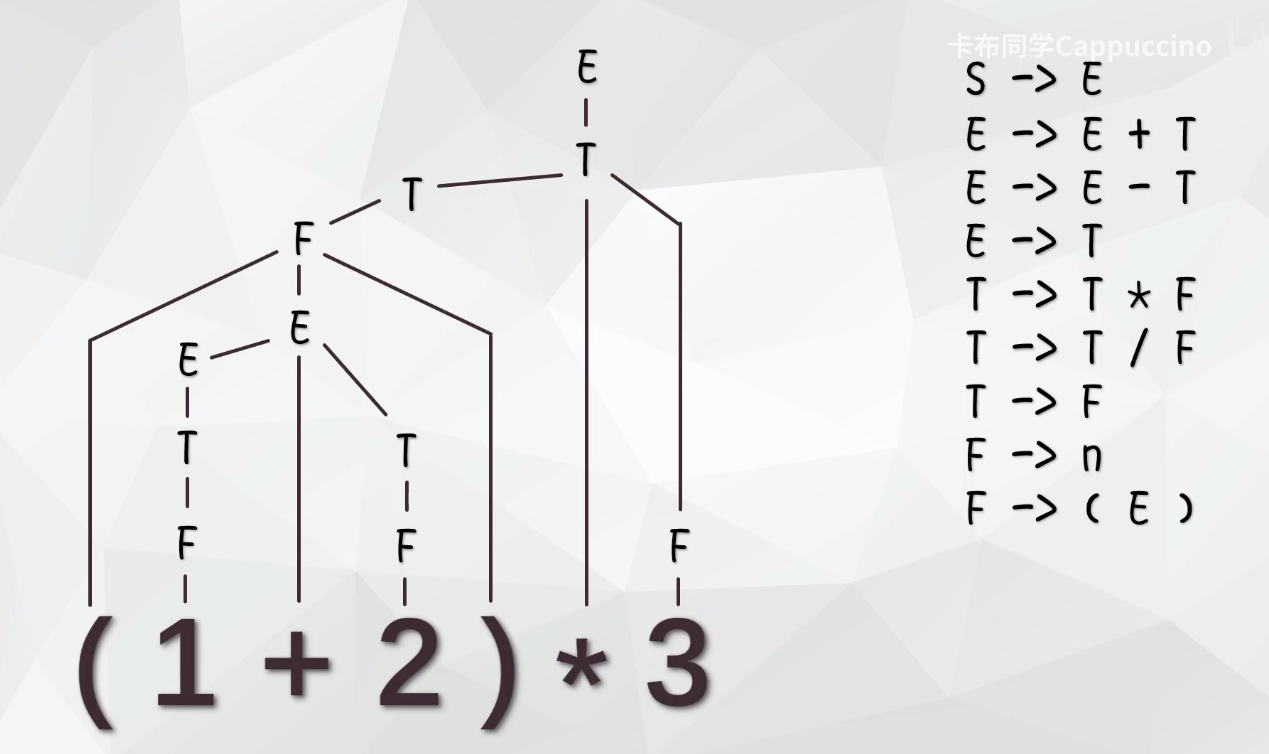 卡布同学Cappuccino
S -> E
E -> E + T
E -> E - T
E -> T
T -> T * F
T -> T / F
T -> F
F -> n
F -> ( E )
E
T
T
F
E
E
T
T
F
F
F
( 1 + 2 ) * 3